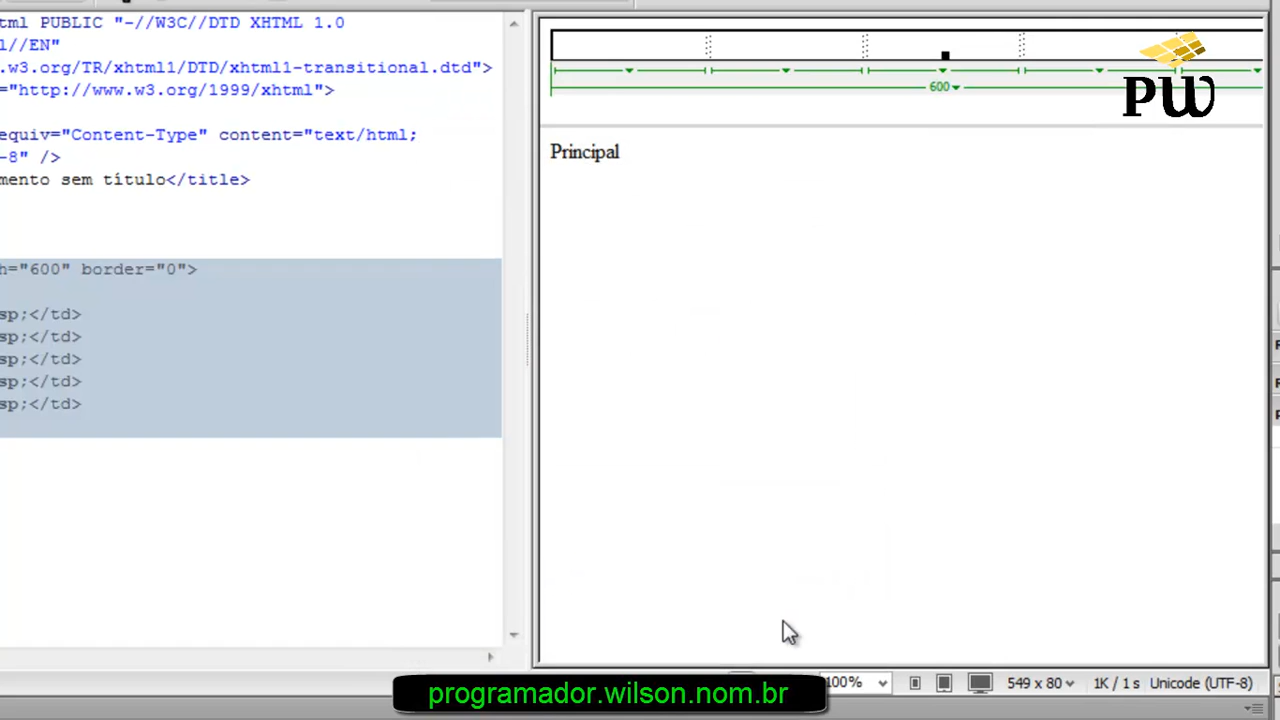 tml PUBLIC "-//W3C//DTD XHTML 1.0
l//EN"
.w3.org/TR/xhtml1/DTD/xhtml1-transitional.dtd">
="http://www.w3.org/1999/xhtml">
equiv="Content-Type" content="text/html;
-8" />
mento sem título</title>
h="600" border="0">
sp;</td>
sp;</td>
sp;</td>
sp;</td>
sp;</td>
600
PW
Principal
100%
549 x 80
1K / 1 s
Unicode (UTF-8)
programador.wilson.nom.br